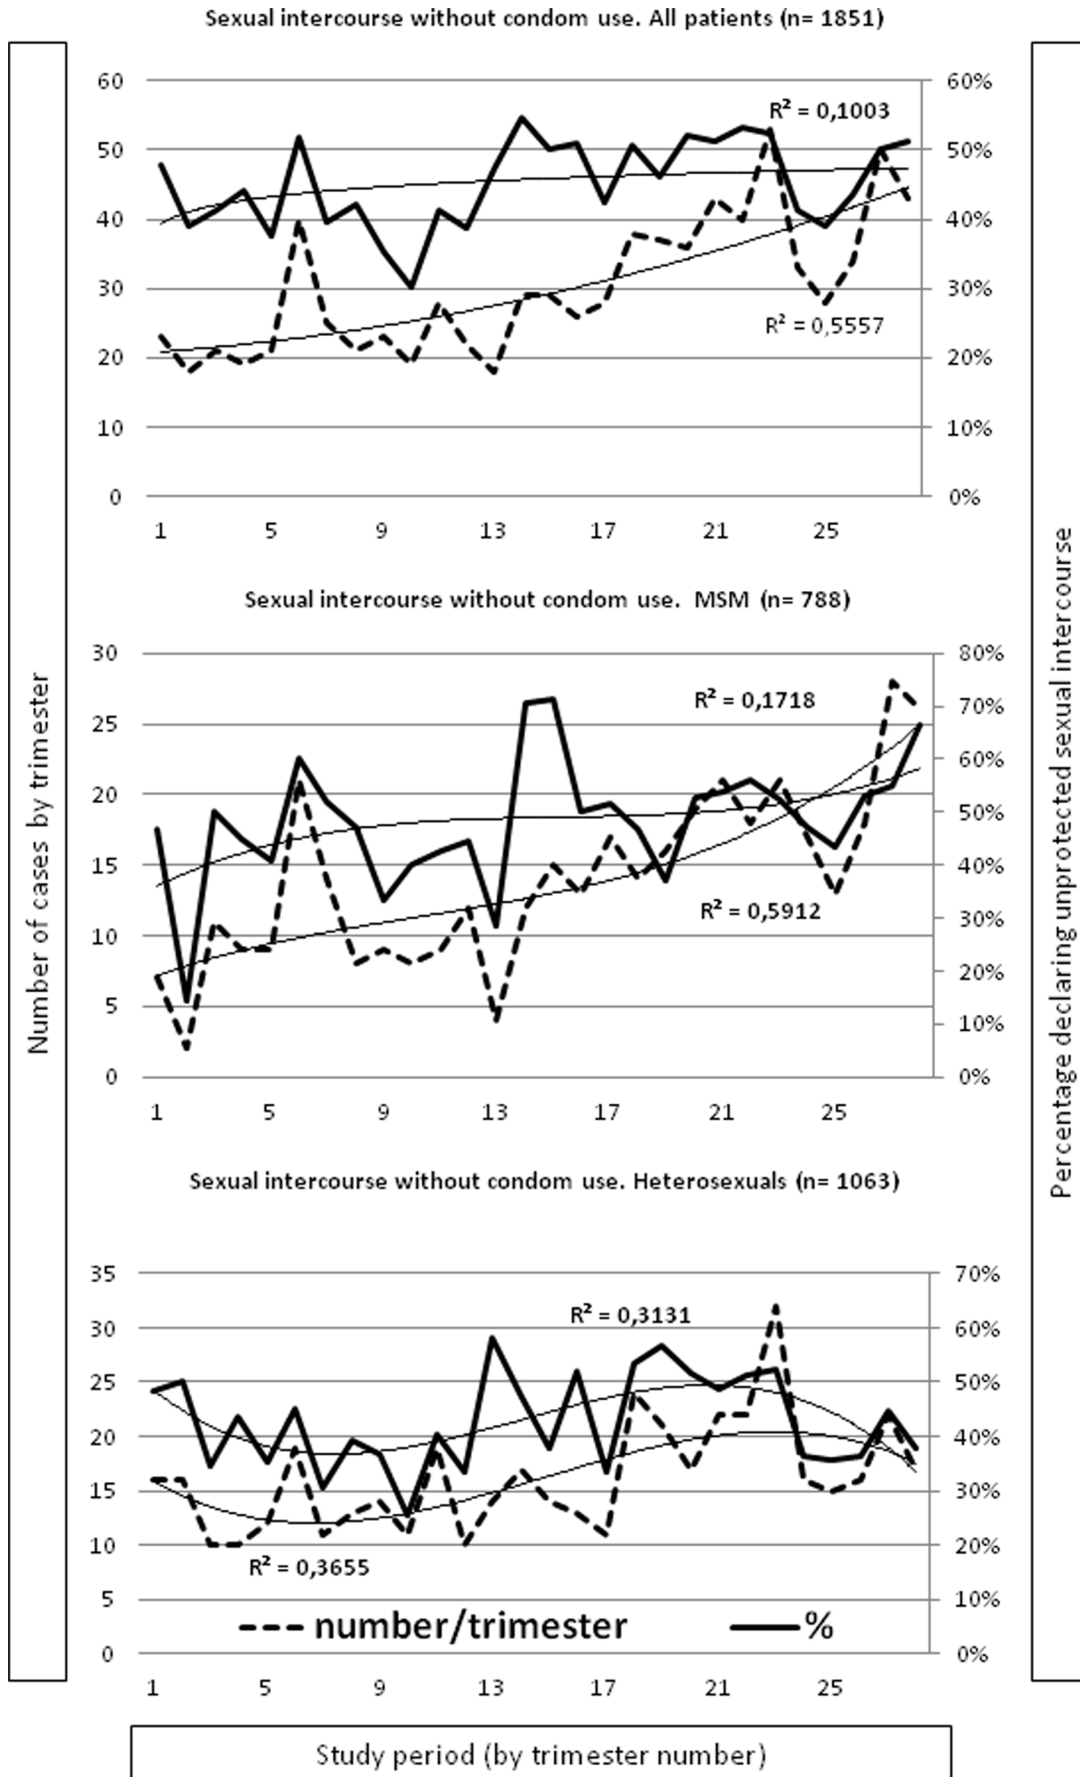 Sexual intercourse without condom use. All patients (n= 1851)
60 60%
R² = 0,1003
50 50%
40 40%
30 30%
R² = 0,5557
20 20%
10 10%
0 0%
1 5 9 13 17 21 25
Sexual intercourse without condom use. MSM (n= 788)
30 80%
R² = 0,1718
70%
25
60%
20
50%
15
40%
R² = 0,5912
30%
10
20%
5
10%
0 0%
1 5 9 13 17 21 25
Sexual intercourse without condom use. Heterosexuals (n= 1063)
35 70%
R² = 0,3131
30 60%
25 50%
20 40%
15 30%
10 20%
R² = 0,3655
5 10%
number/trimester %
0 0%
1 5 9 13 17 21 25
Number of cases by trimester
Percentage declaring unprotected sexual intercourse
Study period (by trimester number)